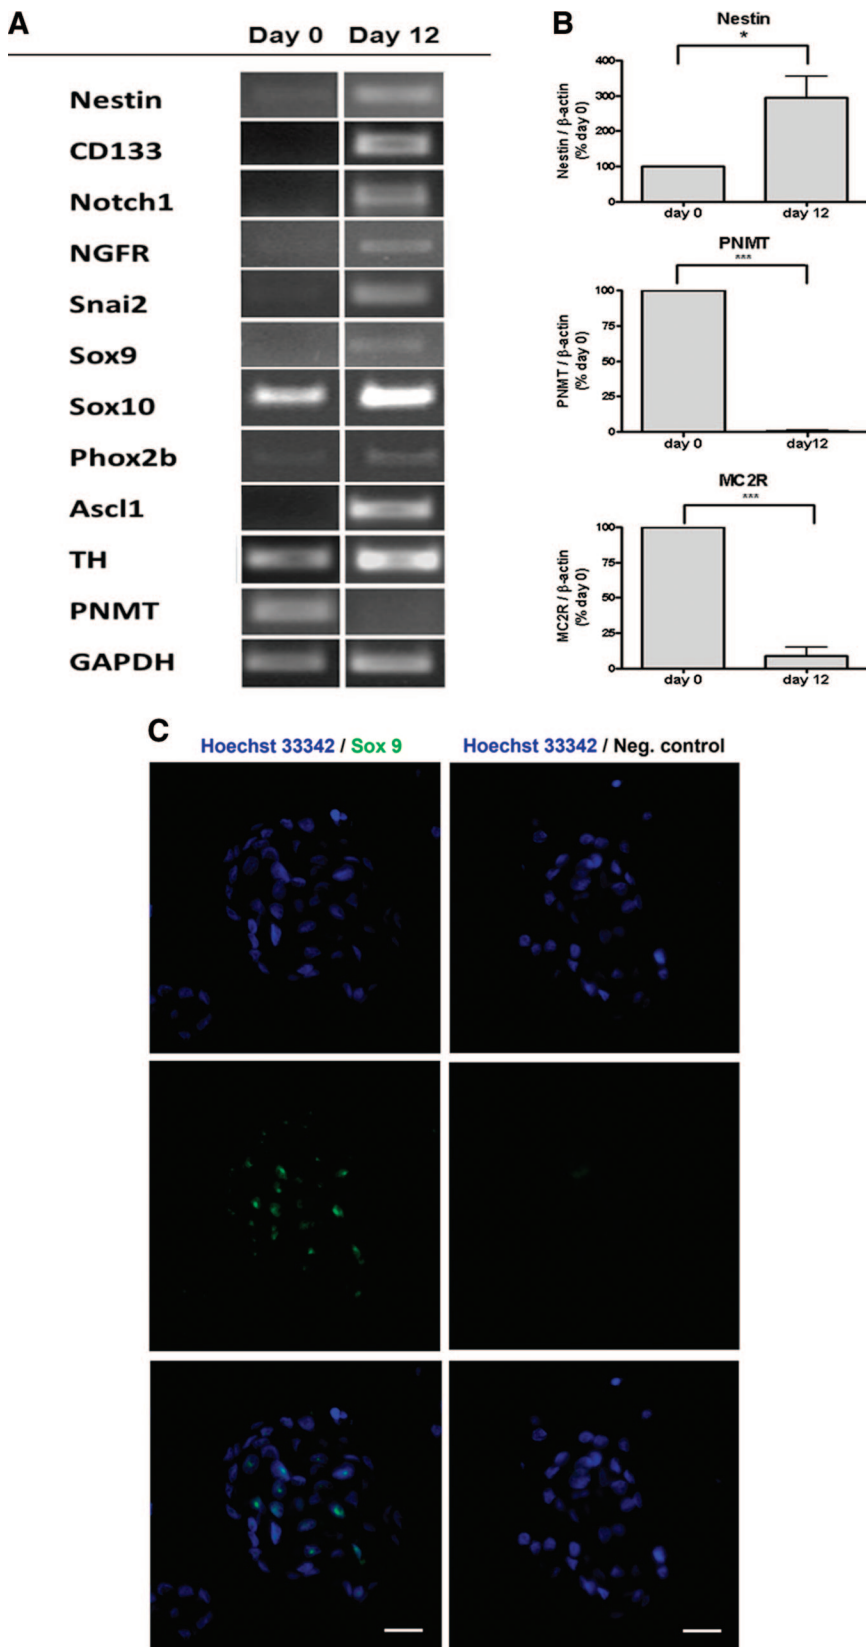 A
Day 0 Day 12
Nestin
CD133
Notch1
NGFR
Snai2
Sox9
Sox10
Phox2b
Ascl1
TH
PNMT
GAPDH
B
Nestin
*
Nestin / β-actin
(% day 0)
400
300
200
100
0
day 0 day 12
PNMT
***
PNMT / β-actin
(% day 0)
100
75
50
25
0
day 0 day12
MC2R
***
MC2R / β-actin
(% day 0)
100
75
50
25
0
day 0 day 12
C
Hoechst 33342 / Sox 9
Hoechst 33342 / Neg. control